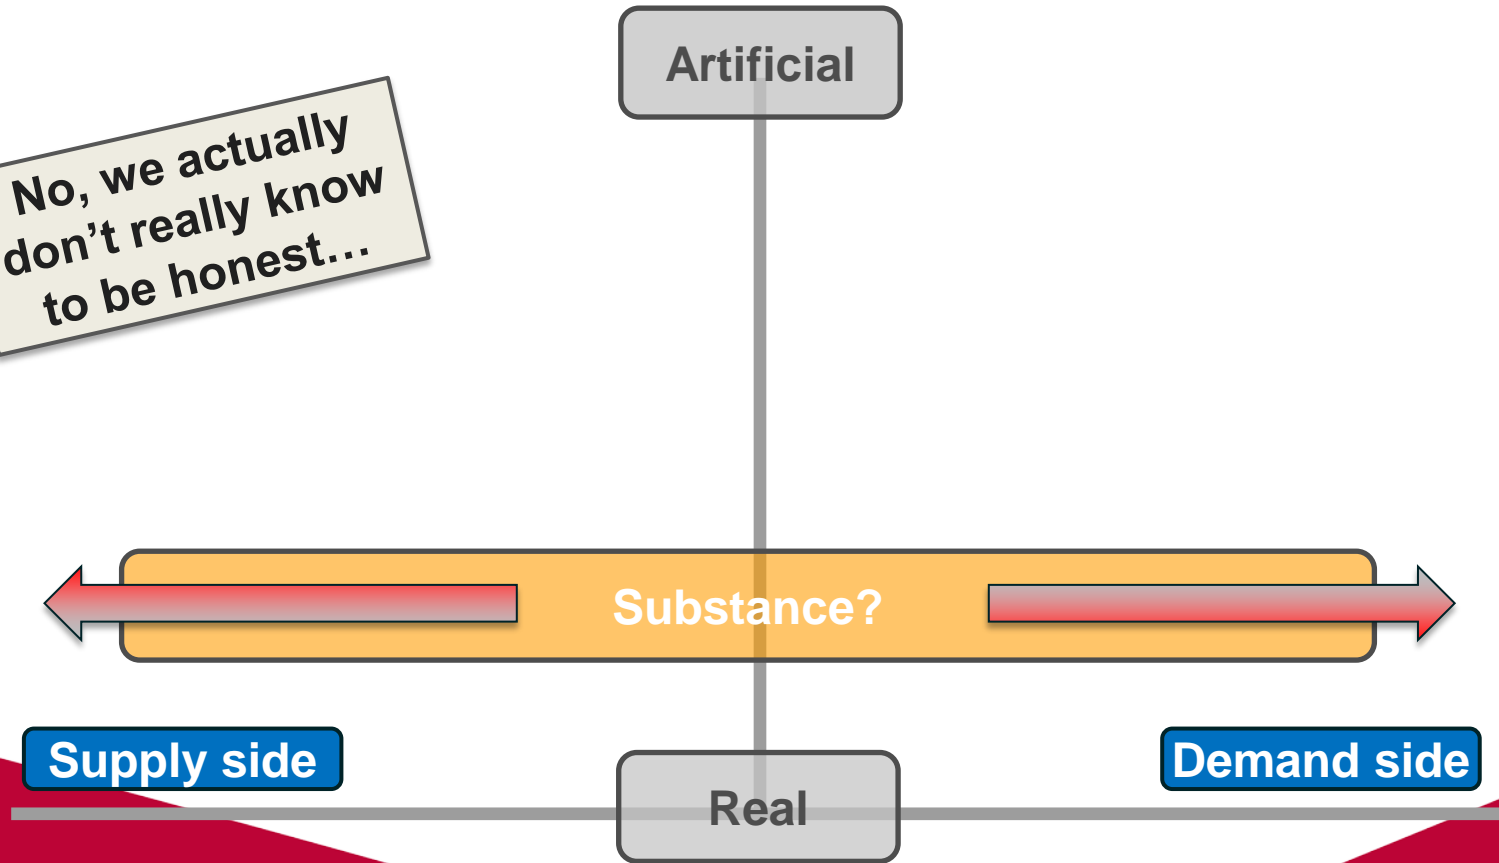 Artificial
No, we actually
don’t really know
to be honest…
Substance?
Supply side
Demand side
Real